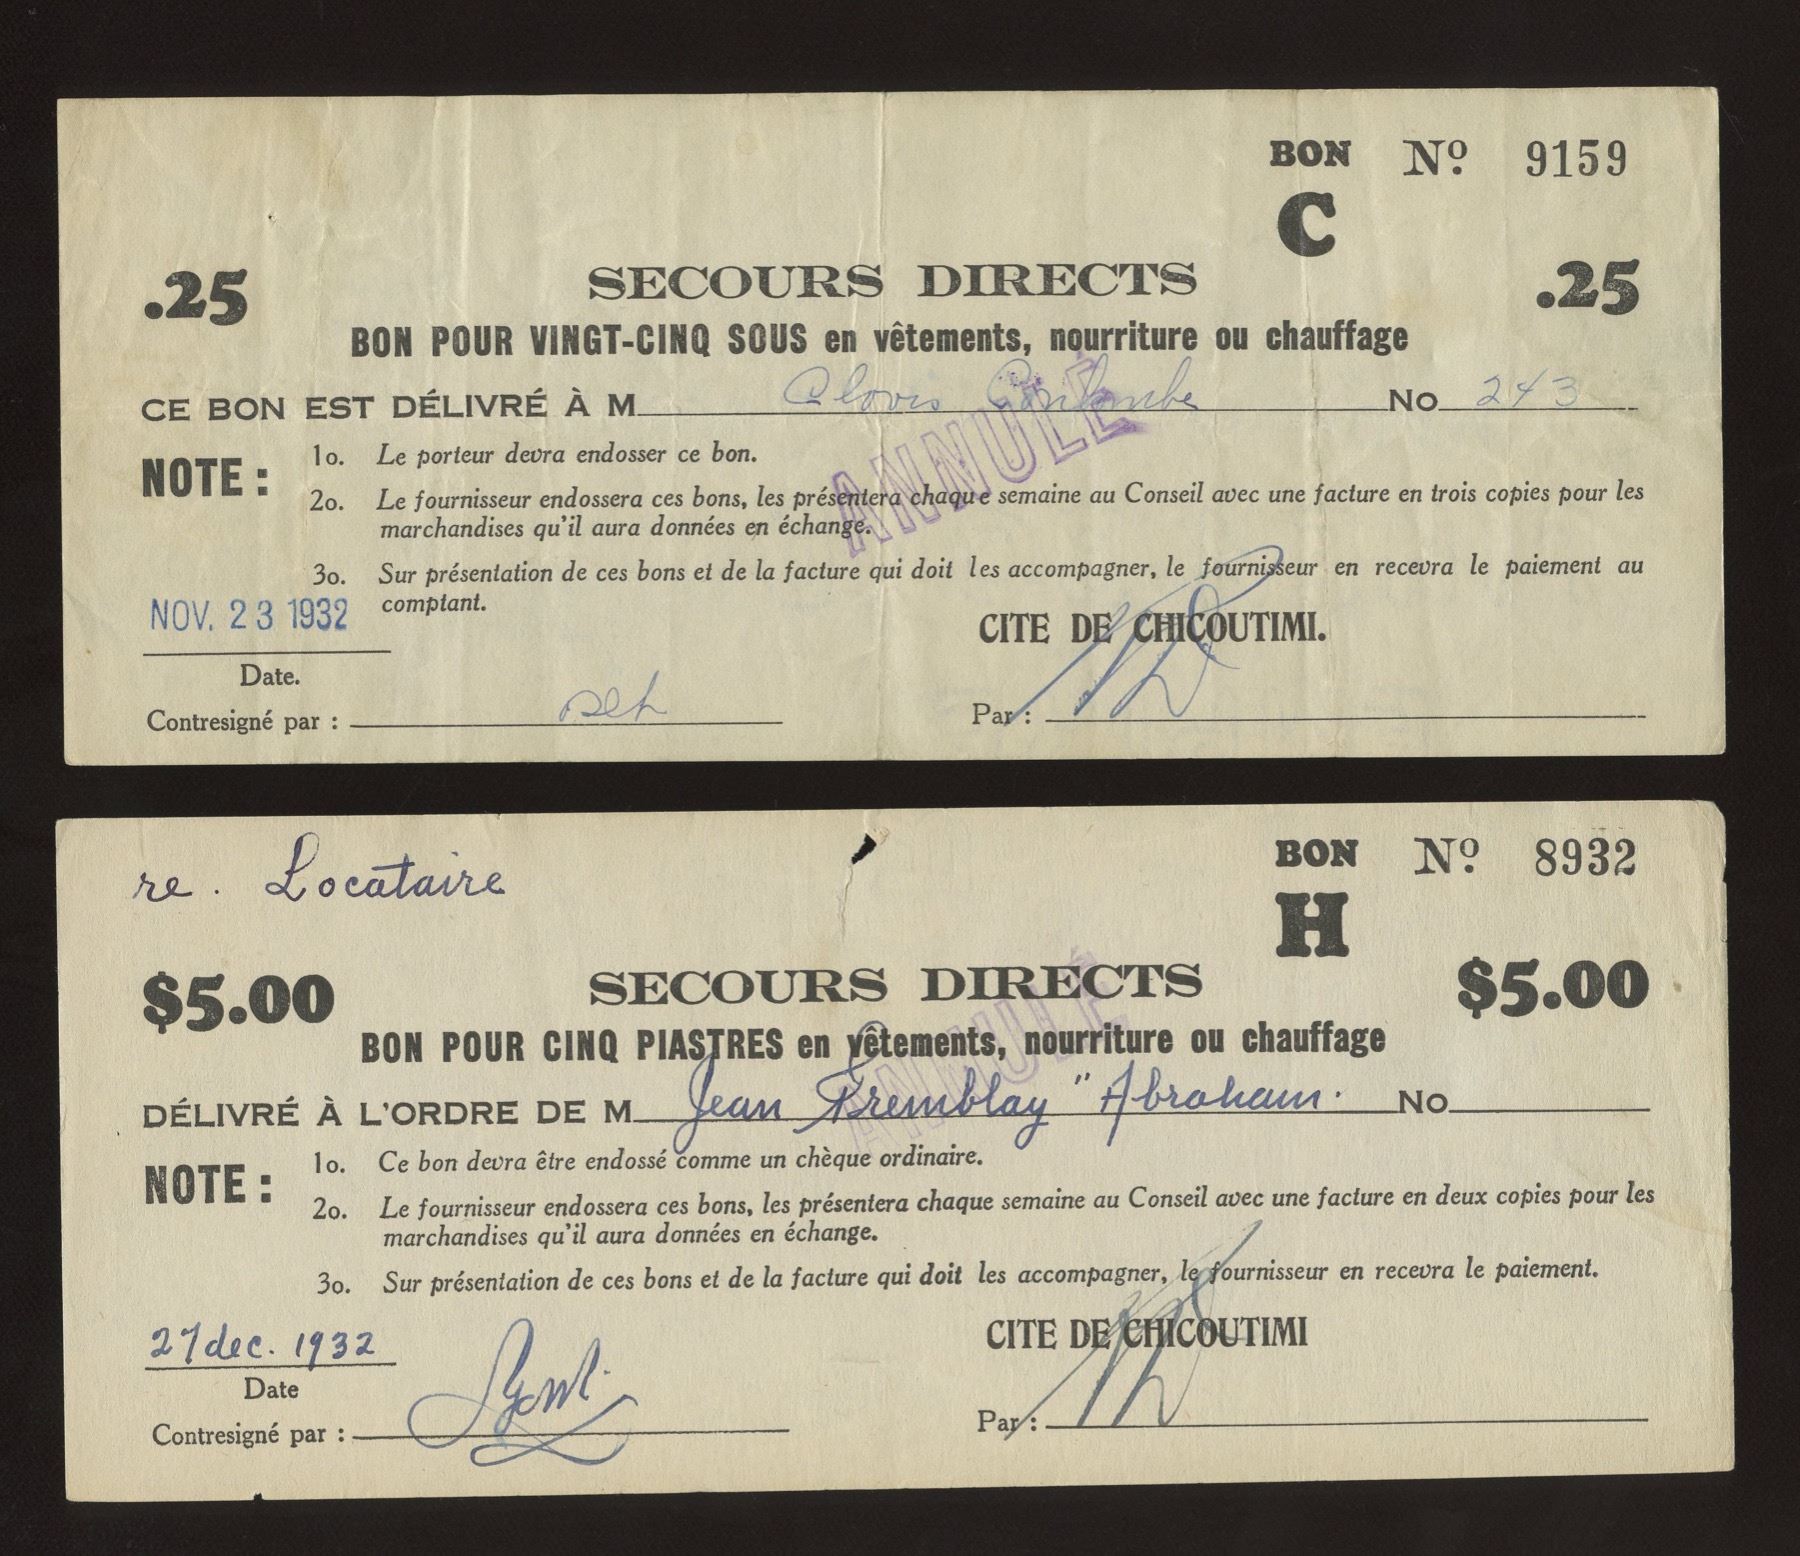 BON No 9159
C
.25 SECOURS DIRECTS .25
BON POUR VINGT-CINQ SOUS en vêtements, nourriture ou chauffage
CE BON EST DÉLIVRÉ À M Clovis Coulombe No 243
ANNULÉ
NOTE : 1o. Le porteur devra endosser ce bon.
2o. Le fournisseur endossera ces bons, les présentera chaque semaine au Conseil avec une facture en trois copies pour les
marchandises qu'il aura données en échange.
3o. Sur présentation de ces bons et de la facture qui doit les accompagner, le fournisseur en recevra le paiement au
comptant.
NOV. 23 1932
Date.
CITE DE CHICOUTIMI.
Contresigné par :
Par :
re. Locataire
BON No 8932
H
$5.00 SECOURS DIRECTS $5.00
BON POUR CINQ PIASTRES en vêtements, nourriture ou chauffage
DÉLIVRÉ À L'ORDRE DE M Jean Tremblay "Abraham. No
ANNULÉ
NOTE : 1o. Ce bon devra être endossé comme un chèque ordinaire.
2o. Le fournisseur endossera ces bons, les présentera chaque semaine au Conseil avec une facture en deux copies pour les
marchandises qu'il aura données en échange.
3o. Sur présentation de ces bons et de la facture qui doit les accompagner, le fournisseur en recevra le paiement.
27 dec. 1932
Date
CITE DE CHICOUTIMI
Contresigné par :
Par :